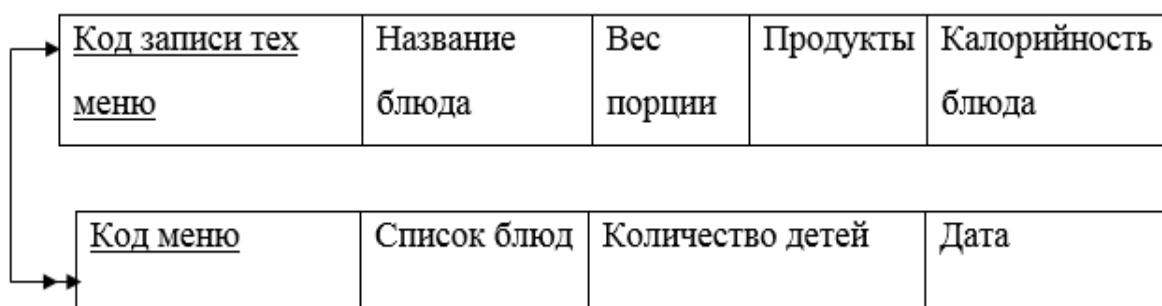 Код записи тех меню
Название блюда
Вес порции
Продукты
Калорийность блюда
Код меню
Список блюд
Количество детей
Дата